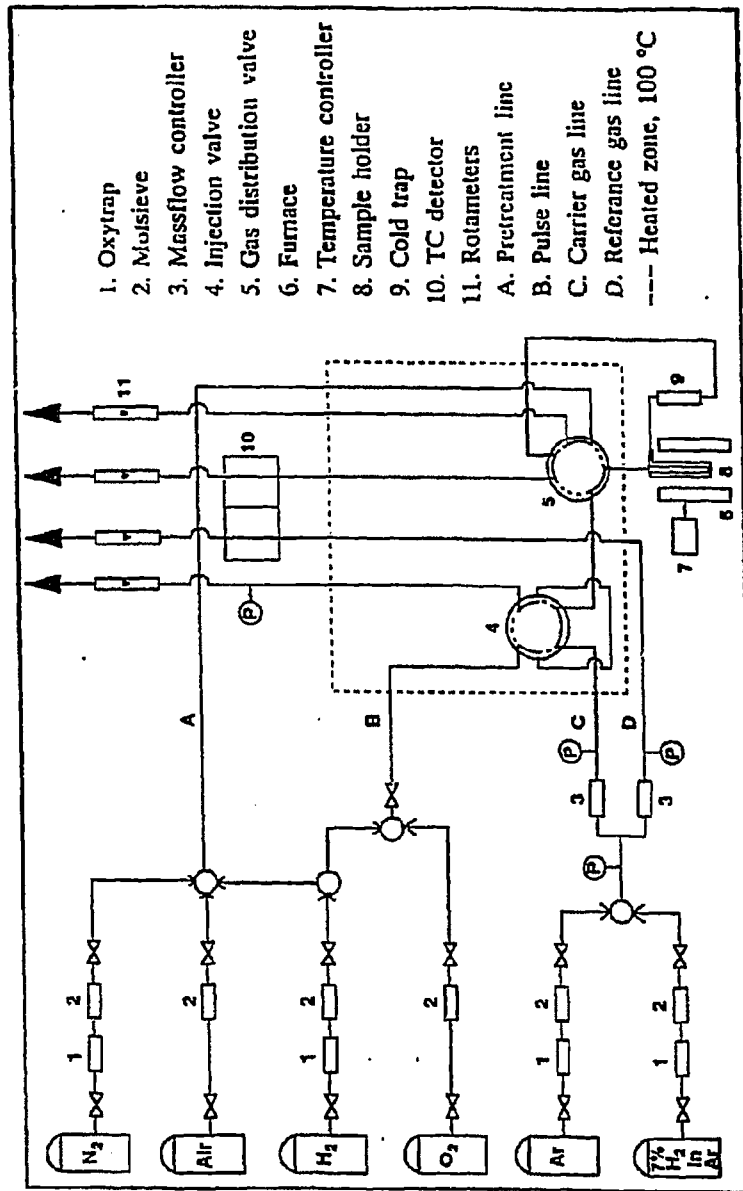 N₂
1
2
A
11
Air
2
H₂
1
2
10
P
B
O₂
2
4
5
Ar
1
2
P
3
P
C
3
P
D
7% H₂ In Ar
1
2
7
6
8
9
1. Oxytrap
2. Molsieve
3. Massflow controller
4. Injection valve
5. Gas distribution valve
6. Furnace
7. Temperature controller
8. Sample holder
9. Cold trap
10. TC detector
11. Rotameters
A. Pretreatment line
B. Pulse line
C. Carrier gas line
D. Referance gas line
---- Heated zone, 100 °C